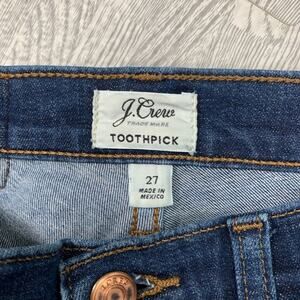 J.Crew
TRADE MARK
TOOTHPICK
27
MADE IN
MEXICO